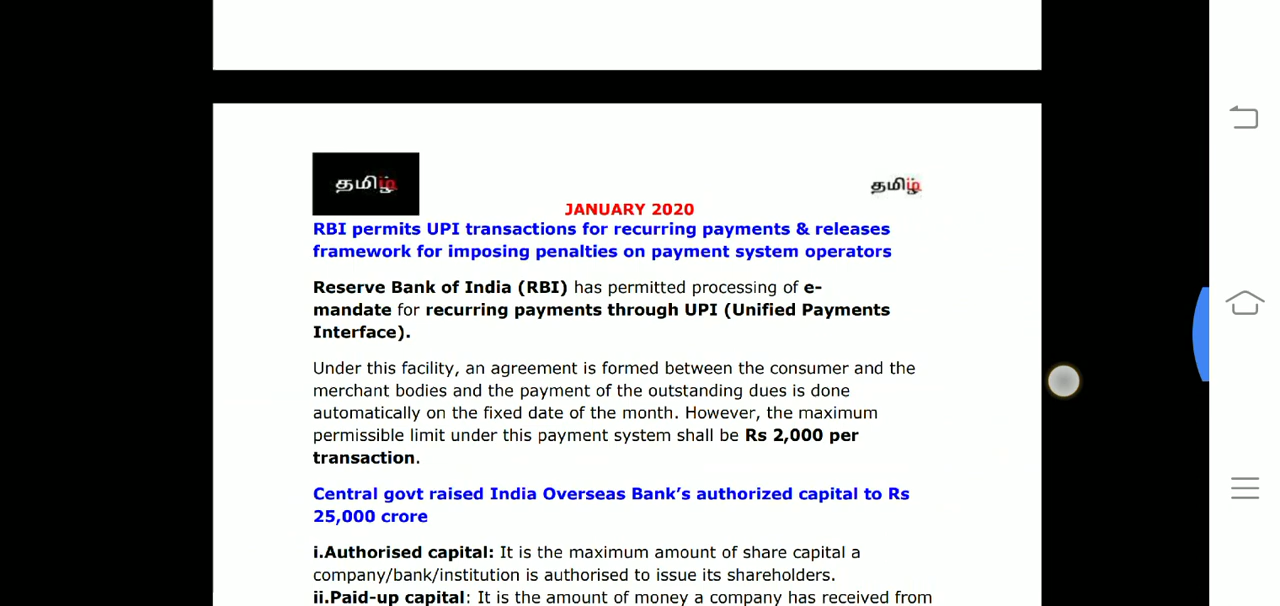 தமிழ்
தமிழ்
JANUARY 2020
RBI permits UPI transactions for recurring payments & releases
framework for imposing penalties on payment system operators
Reserve Bank of India (RBI) has permitted processing of e-
mandate for recurring payments through UPI (Unified Payments
Interface).
Under this facility, an agreement is formed between the consumer and the
merchant bodies and the payment of the outstanding dues is done
automatically on the fixed date of the month. However, the maximum
permissible limit under this payment system shall be Rs 2,000 per
transaction.
Central govt raised India Overseas Bank's authorized capital to Rs
25,000 crore
i.Authorised capital: It is the maximum amount of share capital a
company/bank/institution is authorised to issue its shareholders.
ii.Paid-up capital: It is the amount of money a company has received from